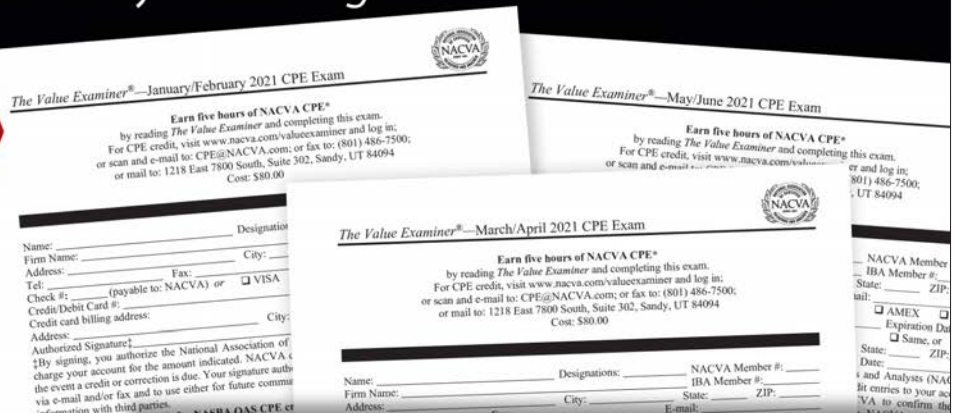 NACVA
The Value Examiner®—January/February 2021 CPE Exam
Earn five hours of NACVA CPE*
by reading The Value Examiner and completing this exam.
For CPE credit, visit www.nacva.com/valueexaminer and log in;
or scan and e-mail to: CPE@NACVA.com; or fax to: (801) 486-7500;
or mail to: 1218 East 7800 South, Suite 302, Sandy, UT 84094
Cost: $80.00
Name:
Firm Name: Designation
Address: City:
Tel: Fax:
Check #: (payable to: NACVA) or ☐ VISA
Credit/Debit Card #:
Credit card billing address:
Address: City:
Authorized Signature‡
‡By signing, you authorize the National Association of
charge your account for the amount indicated. NACVA
the event a credit or correction is due. Your signature
via e-mail and/or fax and to use either for future
information with third parties.
NASBA QAS CPE
The Value Examiner®—May/June 2021 CPE Exam
Earn five hours of NACVA CPE*
by reading The Value Examiner and completing this exam.
For CPE credit, visit www.nacva.com/ er and log in;
or scan and e-mail 801) 486-7500;
, UT 84094
NACVA Member
IBA Member #:
State: ZIP:
ail:
☐ AMEX ☐
Expiration
☐ Same, or
State: ZIP:
Date:
s and Analysts
dit entries to your
VA to confirm
NACVA
The Value Examiner®—March/April 2021 CPE Exam
Earn five hours of NACVA CPE*
by reading The Value Examiner and completing this exam.
For CPE credit, visit www.nacva.com/valueexaminer and log in;
or scan and e-mail to: CPE@NACVA.com; or fax to: (801) 486-7500;
or mail to: 1218 East 7800 South, Suite 302, Sandy, UT 84094
Cost: $80.00
Name: Designations: NACVA Member #:
Firm Name: IBA Member #:
Address: City: State: ZIP:
E-mail: